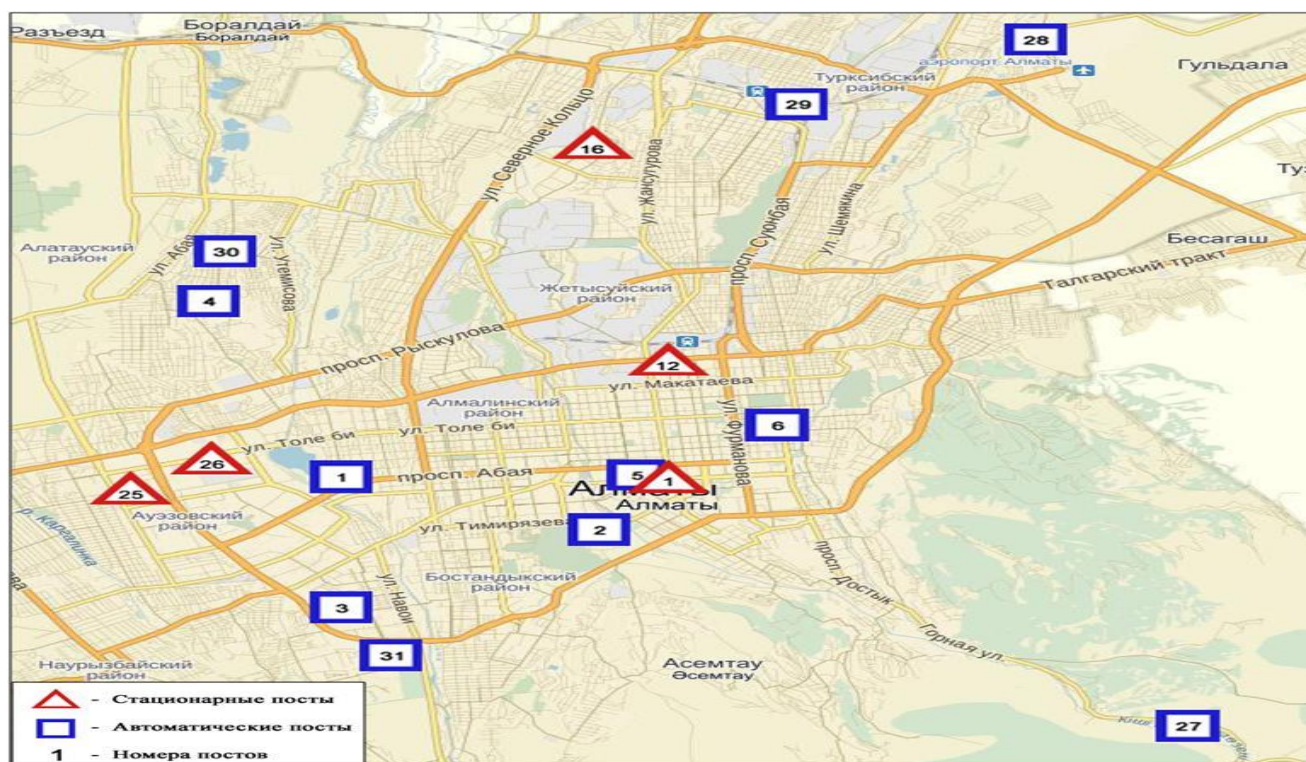 Разъезд
Боралдай
Боралдай
28
аэропорт Алматы
Гульдала
Турксибский
район
29
ул. Северное Кольцо
16
ул. Жансугурова
просп. Суюнбая
ул. Шемякина
Алатауский
район
ул. Абая
30
ул. Утемисова
4
Бесагаш
Талгарский тракт
Жетысуйский
район
просп. Рыскулова
12
ул. Макатаева
Алмалинский
район
ул. Толе би
ул. Толе би
ул. Фурманова
6
26
25
1
просп. Абая
5
1
Алматы
Алматы
Ауэзовский
район
р. Каргалинка
ул. Тимирязева
2
Бостандыкский
район
ул. Навои
просп. Достык
3
31
Горная ул.
Наурызбайский
район
Асемтау
Әсемтау
27
- Стационарные посты
- Автоматические посты
1 - Номера постов